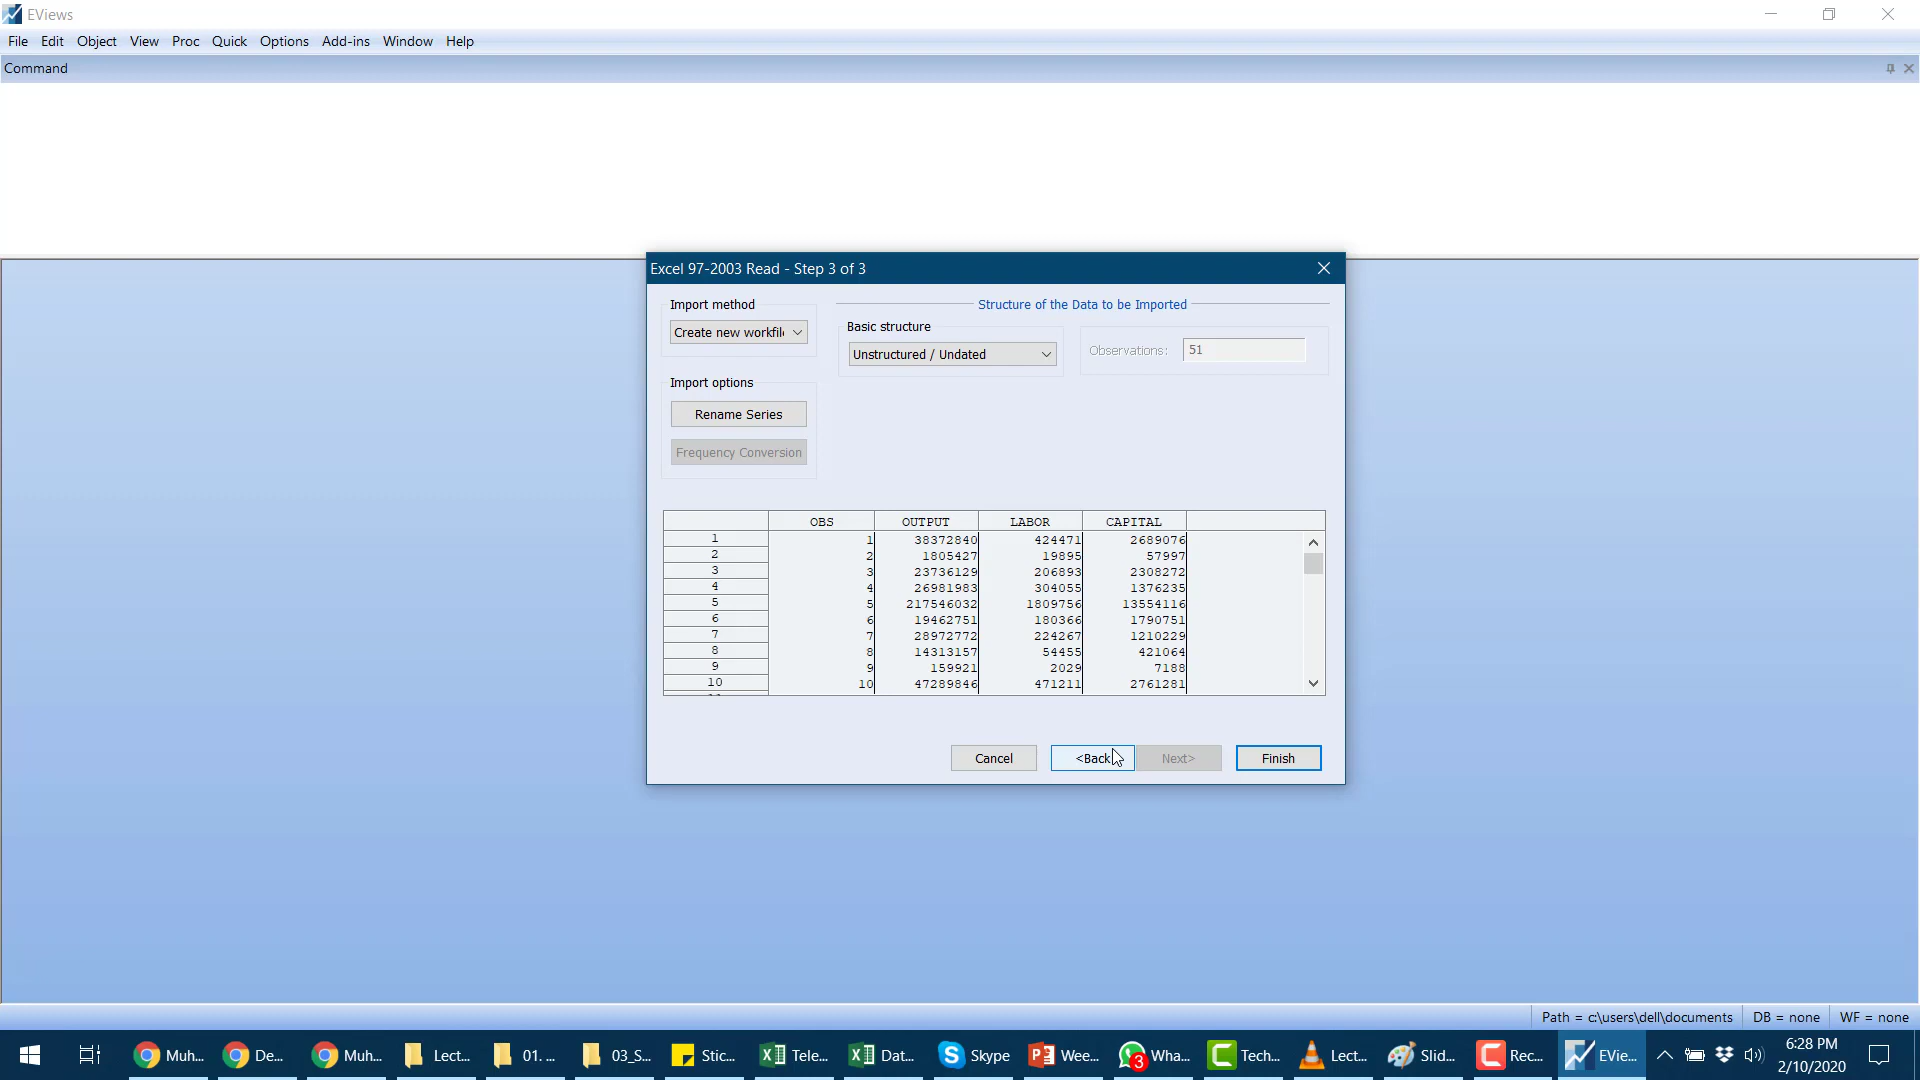 EViews
File Edit Object View Proc Quick Options Add-ins Window Help
Command
Excel 97-2003 Read - Step 3 of 3
Import method
Create new workfil
Import options
Rename Series
Frequency Conversion
Structure of the Data to be Imported
Basic structure
Unstructured / Undated
Observations: 51
OBS OUTPUT LABOR CAPITAL
1 1 38372840 424471 2689076
2 2 1805427 19895 57997
3 3 23736129 206893 2308272
4 4 26981983 304055 1376235
5 5 217546032 1809756 13554116
6 6 19462751 180366 1790751
7 7 28972772 224267 1210229
8 8 14313157 54455 421064
9 9 159921 2029 7188
10 10 47289846 471211 2761281
Cancel <Back Next> Finish
Path = c:\users\dell\documents DB = none WF = none
Muh... De... Muh... Lect... 01. ... 03_S... Stic... Tele... Dat... Skype Wee... 3 Wha... Tech... Lect... Slid... Rec... EVie... 6:28 PM
2/10/2020